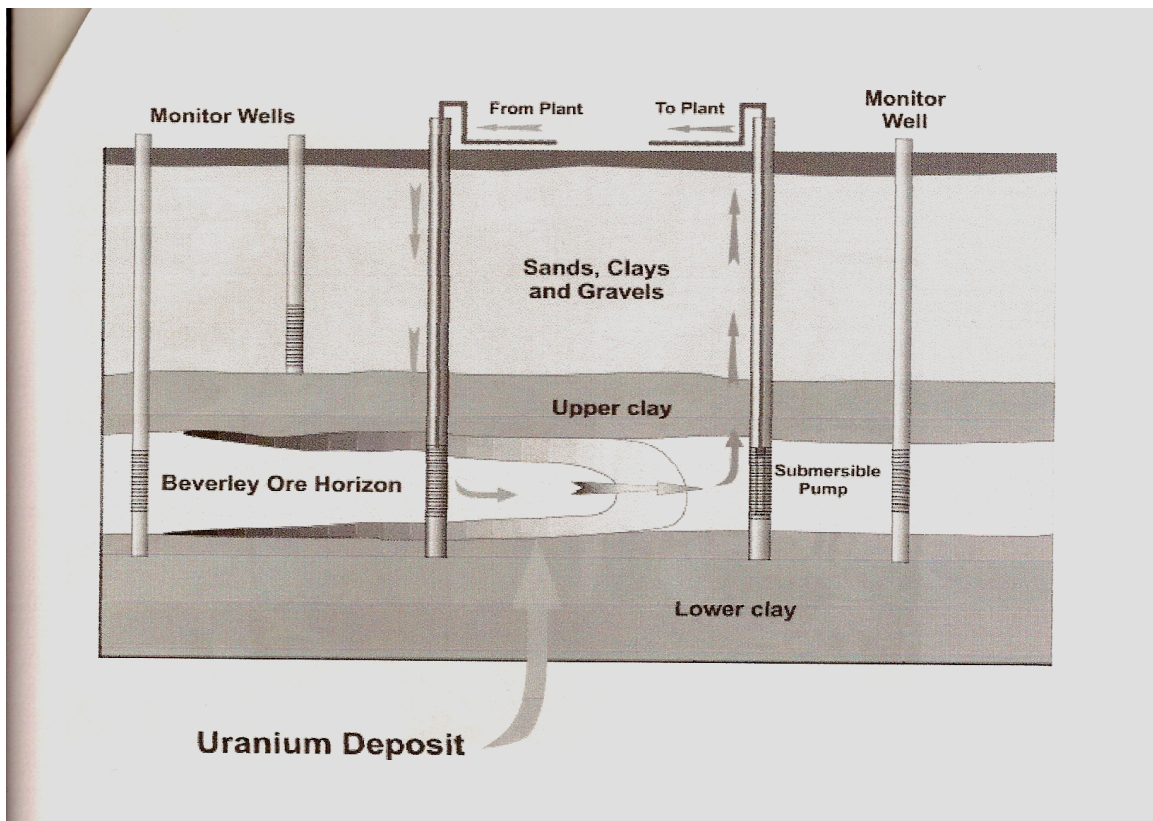 Monitor Wells
From Plant
To Plant
Monitor
Well
Sands, Clays
and Gravels
Upper clay
Beverley Ore Horizon
Submersible
Pump
Lower clay
Uranium Deposit